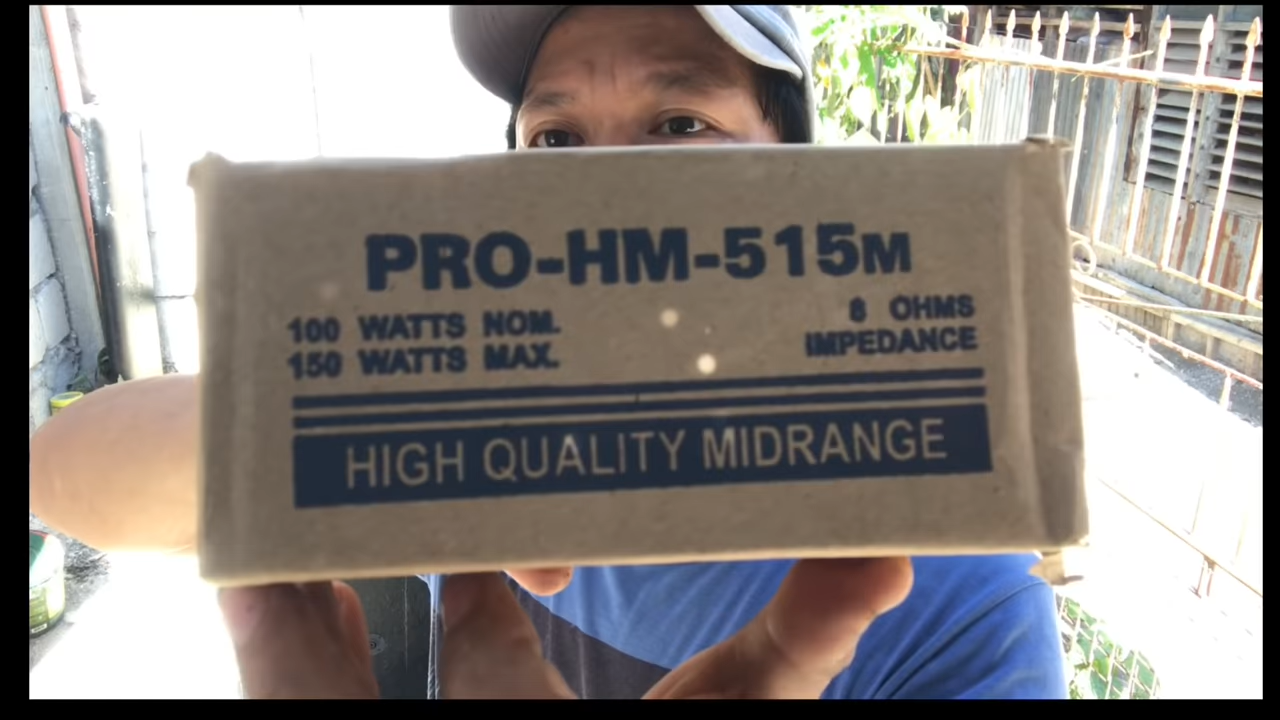 PRO-HM-515M
100 WATTS NOM.
150 WATTS MAX.
8 OHMS
IMPEDANCE
HIGH QUALITY MIDRANGE